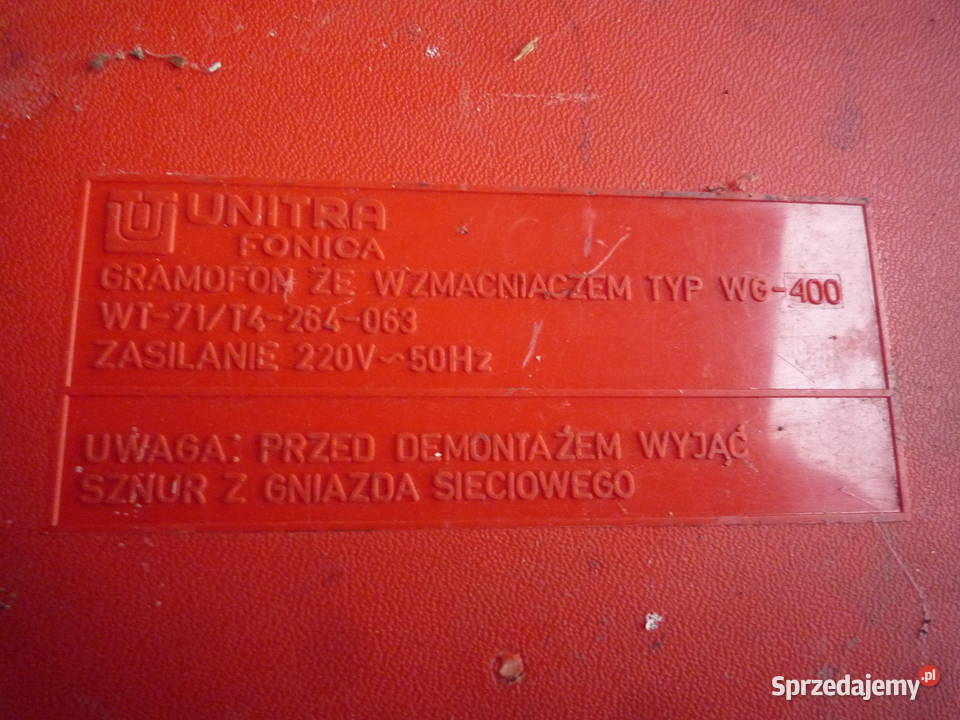 UNITRA
FONICA
GRAMOFON ZE WZMACNIACZEM TYP WG-400
WT-71/T4-264-063
ZASILANIE 220V~50Hz
UWAGA: PRZED DEMONTAŻEM WYJĄĆ
SZNUR Z GNIAZDA SIECIOWEGO
Sprzedajemy.pl